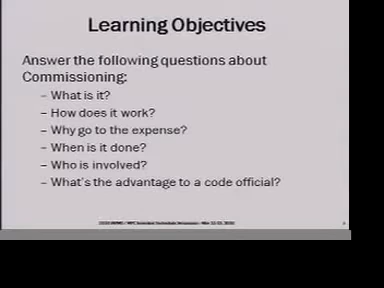 Learning Objectives
Answer the following questions about
Commissioning:
– What is it?
– How does it work?
– Why go to the expense?
– When is it done?
– Who is involved?
– What's the advantage to a code official?